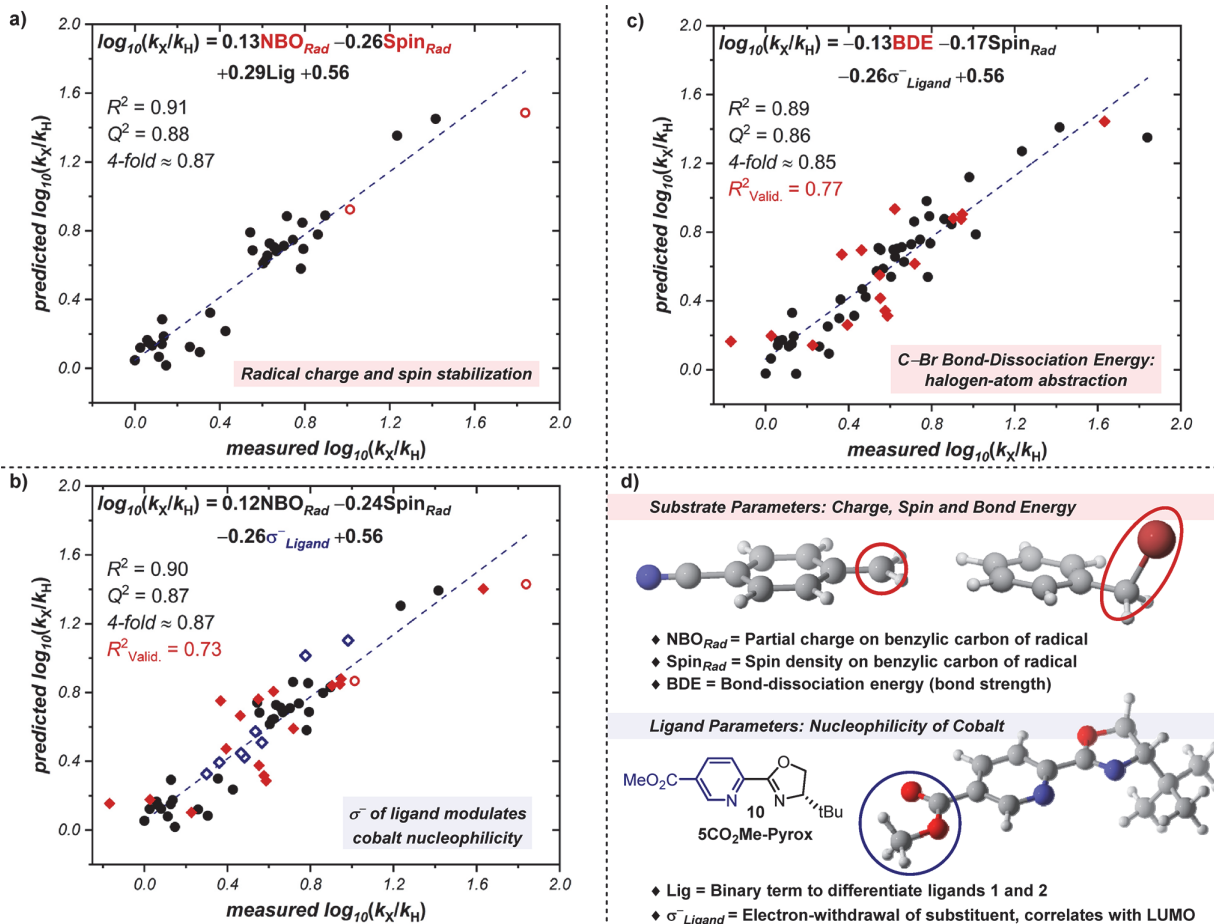 a)
log₁₀(kX/kH) = 0.13NBORad −0.26SpinRad
+0.29Lig +0.56
R² = 0.91
Q² = 0.88
4-fold ≈ 0.87
2.0
1.6
1.2
0.8
0.4
0.0
predicted log₁₀(kX/kH)
Radical charge and spin stabilization
0.0 0.4 0.8 1.2 1.6 2.0
measured log₁₀(kX/kH)
b)
log₁₀(kX/kH) = 0.12NBORad −0.24SpinRad
−0.26σ⁻Ligand +0.56
R² = 0.90
Q² = 0.87
4-fold ≈ 0.87
R²Valid. = 0.73
2.0
1.6
1.2
0.8
0.4
0.0
predicted log₁₀(kX/kH)
σ⁻ of ligand modulates
cobalt nucleophilicity
0.0 0.4 0.8 1.2 1.6 2.0
measured log₁₀(kX/kH)
c)
log₁₀(kX/kH) = −0.13BDE −0.17SpinRad
−0.26σ⁻Ligand +0.56
R² = 0.89
Q² = 0.86
4-fold ≈ 0.85
R²Valid. = 0.77
2.0
1.6
1.2
0.8
0.4
0.0
predicted log₁₀(kX/kH)
C–Br Bond-Dissociation Energy:
halogen-atom abstraction
0.0 0.4 0.8 1.2 1.6 2.0
measured log₁₀(kX/kH)
d)
Substrate Parameters: Charge, Spin and Bond Energy
♦ NBORad = Partial charge on benzylic carbon of radical
♦ SpinRad = Spin density on benzylic carbon of radical
♦ BDE = Bond-dissociation energy (bond strength)
Ligand Parameters: Nucleophilicity of Cobalt
MeO₂C
O
N
N
tBu
10
5CO₂Me-Pyrox
♦ Lig = Binary term to differentiate ligands 1 and 2
♦ σ⁻Ligand = Electron-withdrawal of substituent, correlates with LUMO